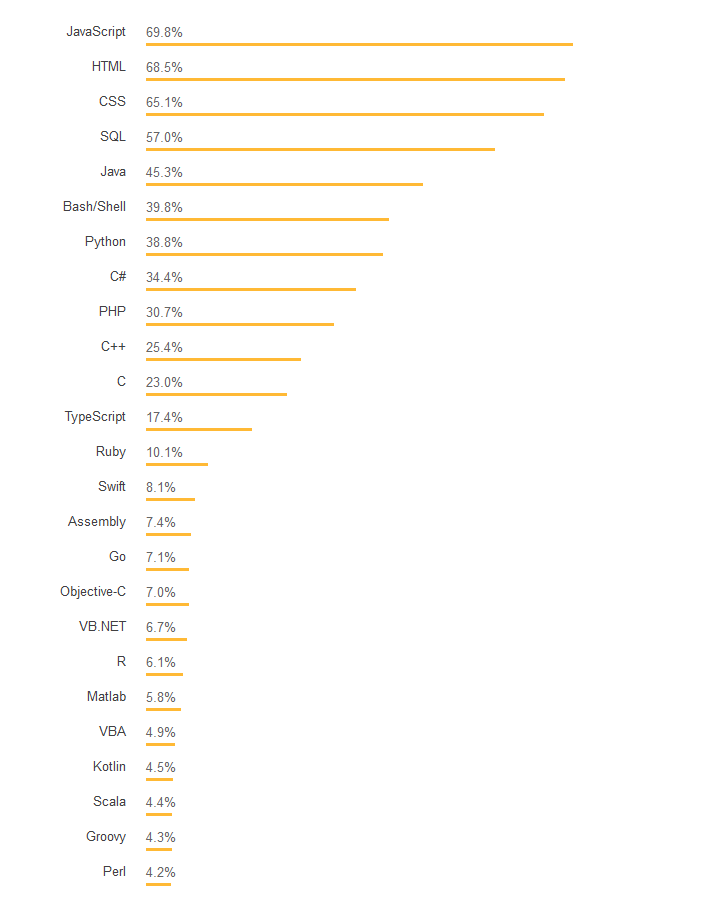 JavaScript 69.8%
HTML 68.5%
CSS 65.1%
SQL 57.0%
Java 45.3%
Bash/Shell 39.8%
Python 38.8%
C# 34.4%
PHP 30.7%
C++ 25.4%
C 23.0%
TypeScript 17.4%
Ruby 10.1%
Swift 8.1%
Assembly 7.4%
Go 7.1%
Objective-C 7.0%
VB.NET 6.7%
R 6.1%
Matlab 5.8%
VBA 4.9%
Kotlin 4.5%
Scala 4.4%
Groovy 4.3%
Perl 4.2%